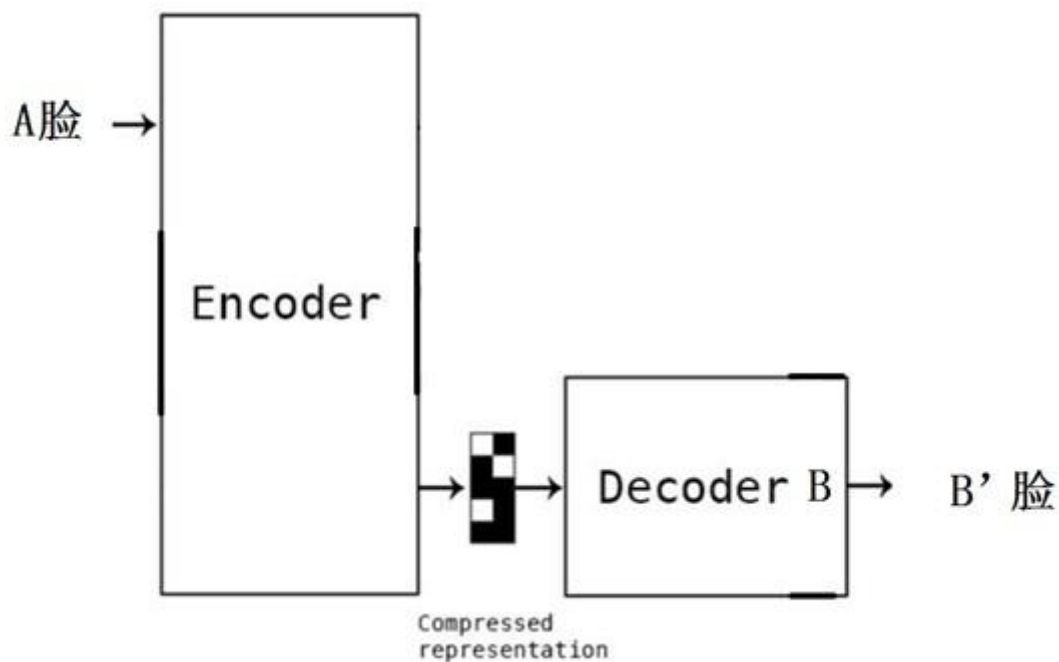 A脸
Encoder
Decoder B
B’脸
Compressed
representation